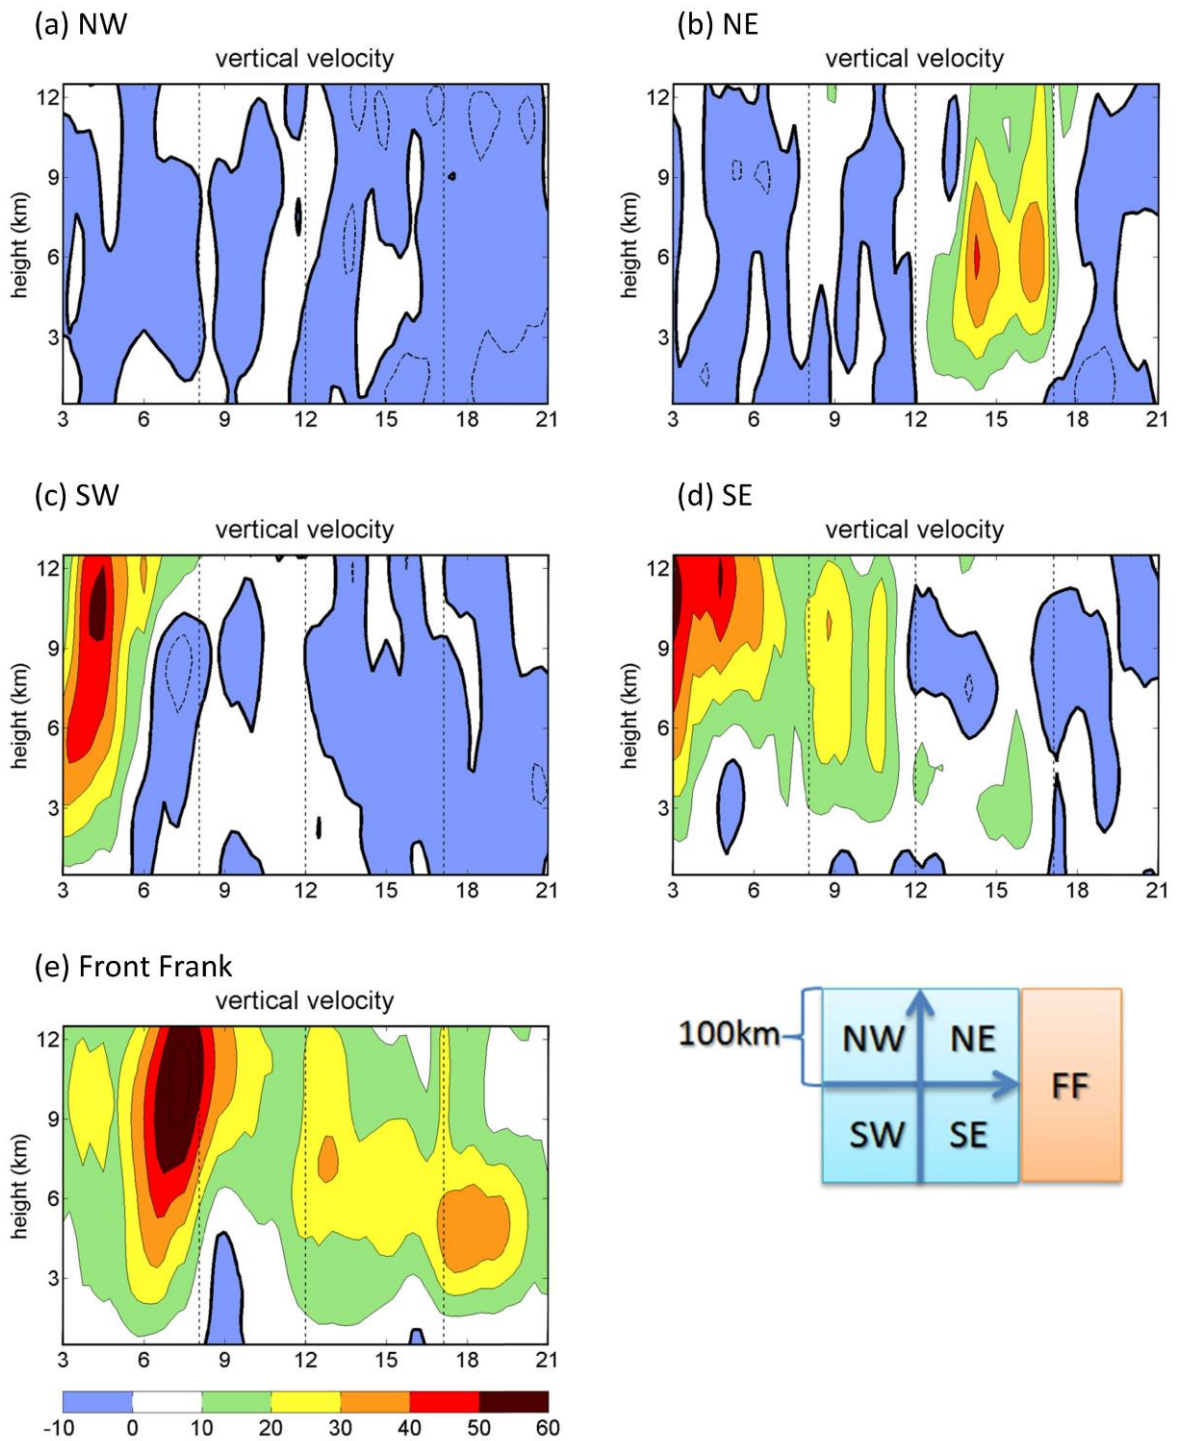 (a) NW
vertical velocity
height (km)
12
9
6
3
3 6 9 12 15 18 21
(b) NE
vertical velocity
height (km)
12
9
6
3
3 6 9 12 15 18 21
(c) SW
vertical velocity
height (km)
12
9
6
3
3 6 9 12 15 18 21
(d) SE
vertical velocity
height (km)
12
9
6
3
3 6 9 12 15 18 21
(e) Front Frank
vertical velocity
height (km)
12
9
6
3
3 6 9 12 15 18 21
-10 0 10 20 30 40 50 60
100km
NW NE
FF
SW SE